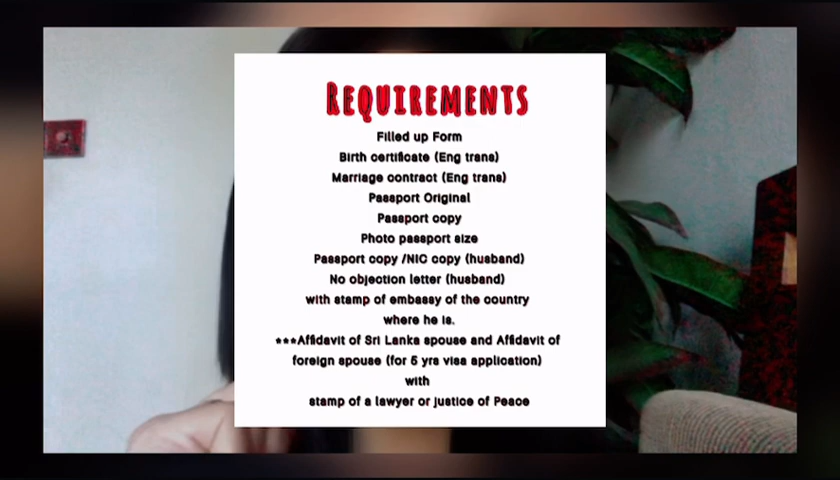 REQUIREMENTS
Filled up Form
Birth certificate (Eng trans)
Marriage contract (Eng trans)
Passport Original
Passport copy
Photo passport size
Passport copy /NIC copy (husband)
No objection letter (husband)
with stamp of embassy of the country
where he is.
***Affidavit of Sri Lanka spouse and Affidavit of
foreign spouse (for 5 yrs visa application)
with
stamp of a lawyer or justice of Peace